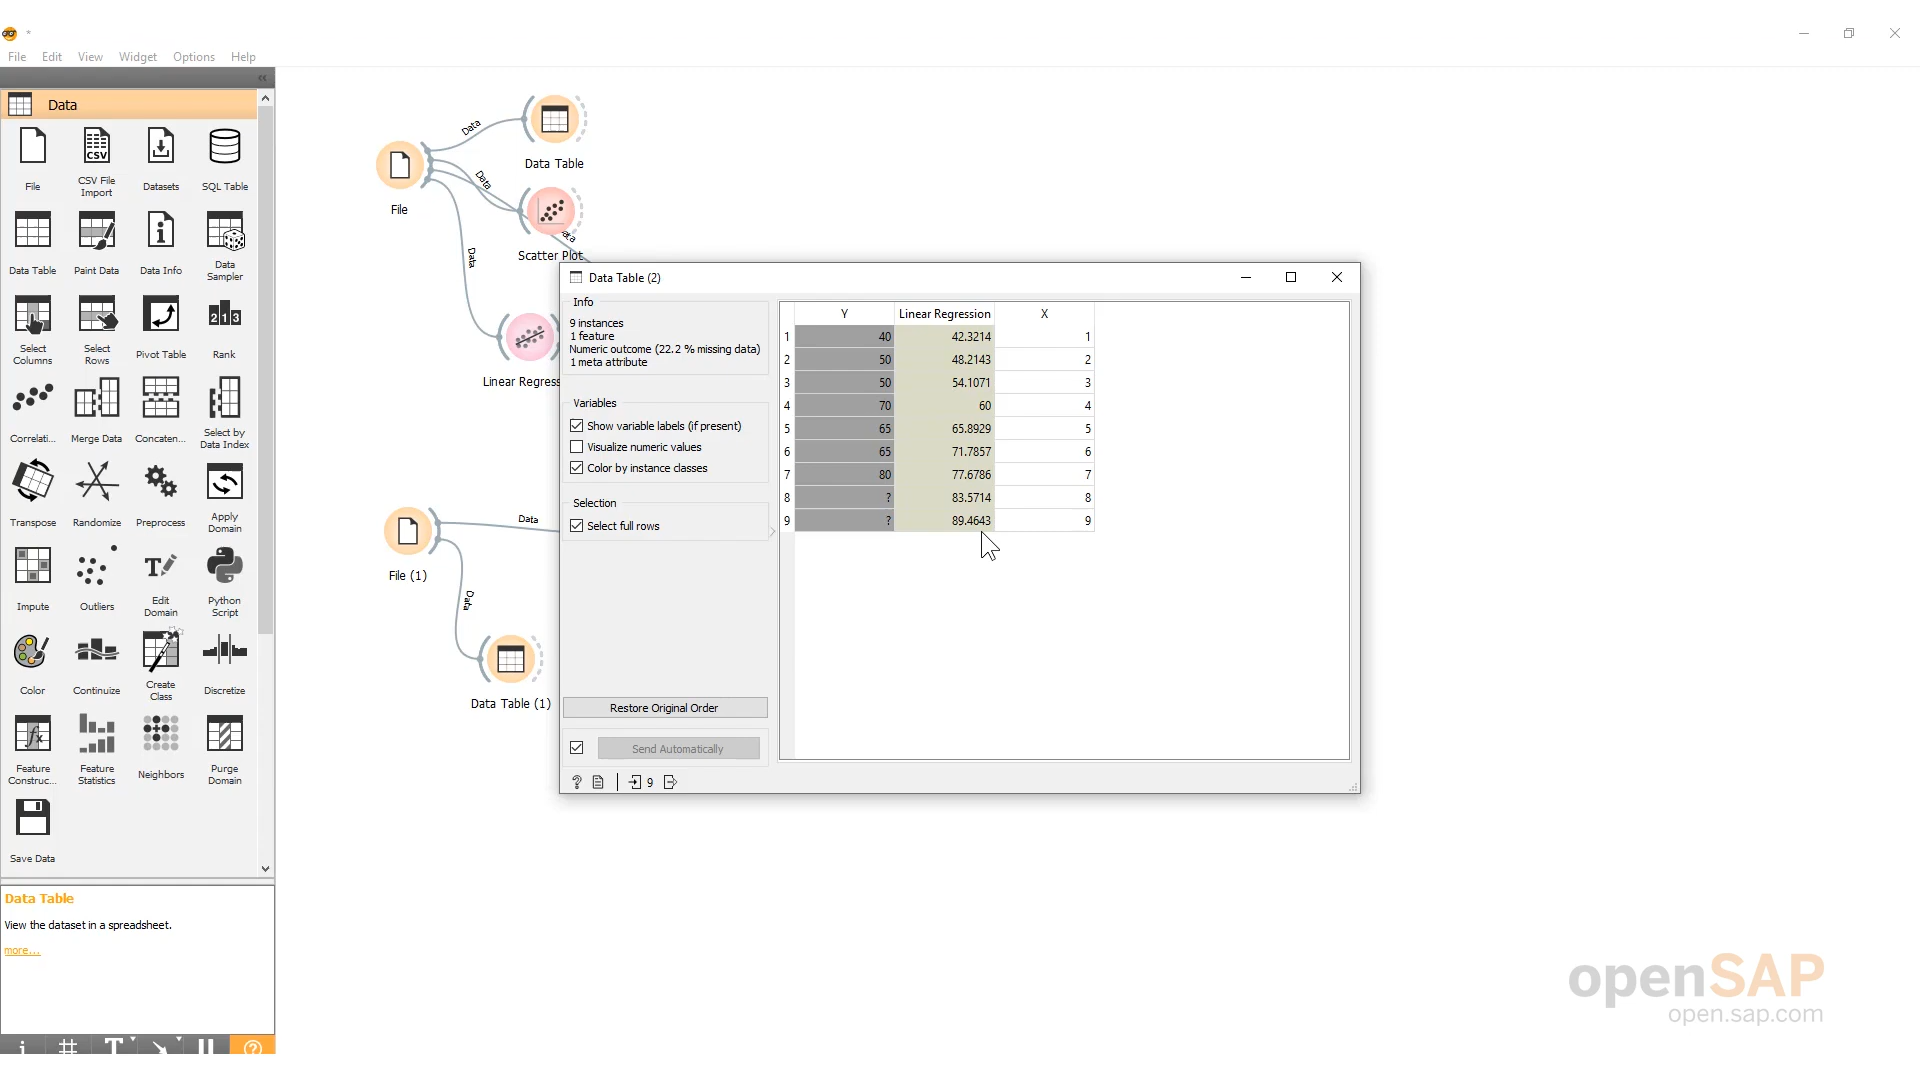 File Edit View Widget Options Help
Data
File
CSV File Import
Datasets
SQL Table
Data Table
Paint Data
Data Info
Data Sampler
Select Columns
Select Rows
Pivot Table
Rank
Correlati...
Merge Data
Concaten...
Select by Data Index
Transpose
Randomize
Preprocess
Apply Domain
Impute
Outliers
Edit Domain
Python Script
Color
Continuize
Create Class
Discretize
Feature Construc...
Feature Statistics
Neighbors
Purge Domain
Save Data
Data Table
View the dataset in a spreadsheet.
more...
File
Data
Data Table
Data
Scatter Plot
Data
Linear Regress
File (1)
Data
Data
Data Table (1)
Data Table (2)
Info
9 instances
1 feature
Numeric outcome (22.2 % missing data)
1 meta attribute
Variables
Show variable labels (if present)
Visualize numeric values
Color by instance classes
Selection
Select full rows
Restore Original Order
Send Automatically
? 9
Y Linear Regression X
1 40 42.3214 1
2 50 48.2143 2
3 50 54.1071 3
4 70 60 4
5 65 65.8929 5
6 65 71.7857 6
7 80 77.6786 7
8 ? 83.5714 8
9 ? 89.4643 9
openSAP
open.sap.com